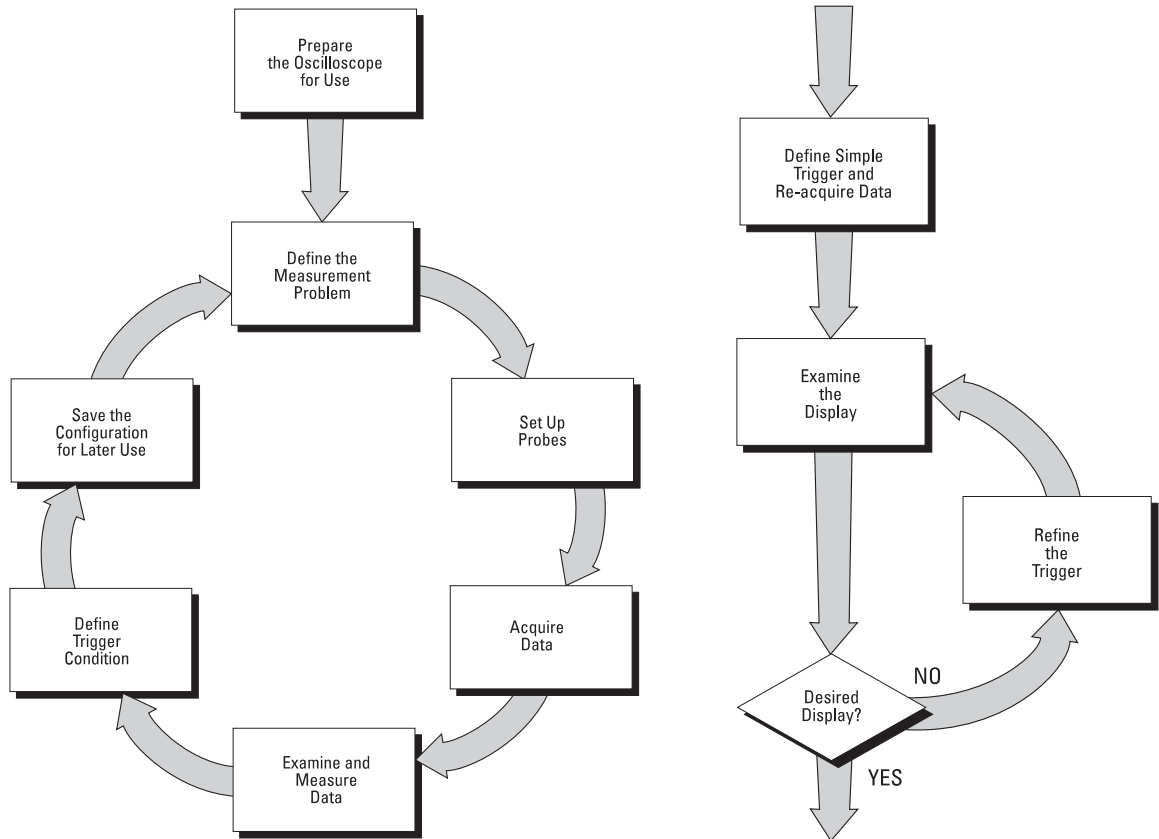 Prepare
the Oscilloscope
for Use
Define the
Measurement
Problem
Set Up
Probes
Acquire
Data
Examine and
Measure
Data
Define
Trigger
Condition
Save the
Configuration
for Later Use
Define Simple
Trigger and
Re-acquire Data
Examine
the
Display
Refine
the
Trigger
Desired
Display?
NO
YES